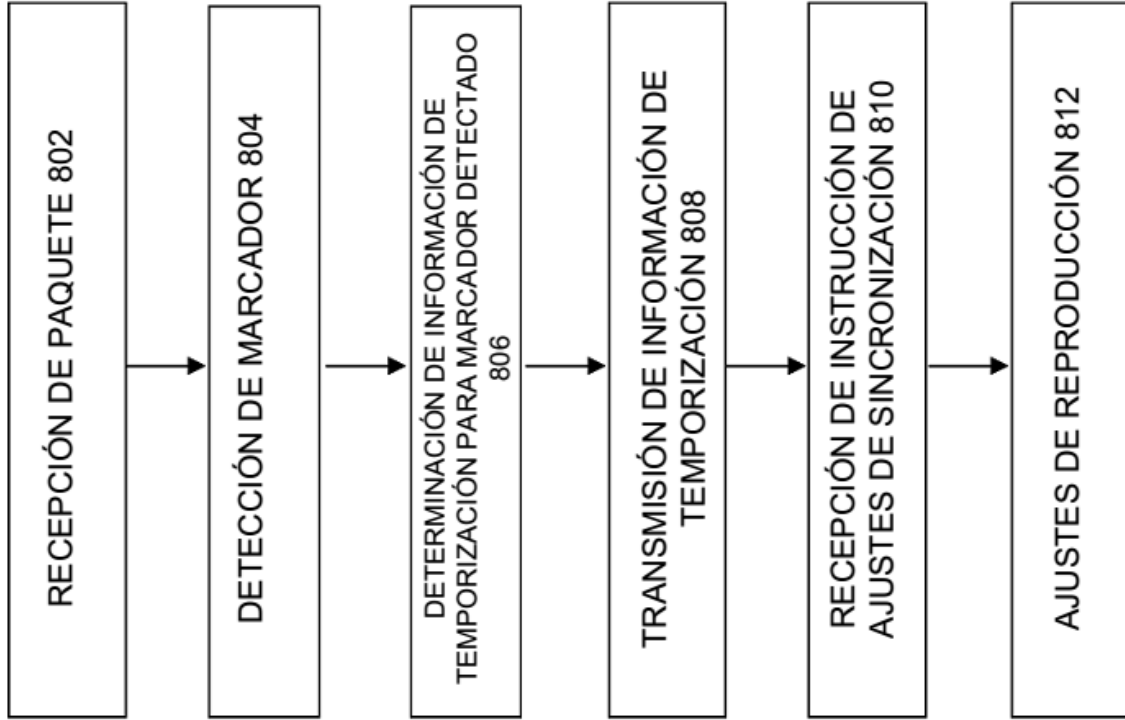 RECEPCIÓN DE PAQUETE 802
DETECCIÓN DE MARCADOR 804
DETERMINACIÓN DE INFORMACIÓN DE
TEMPORIZACIÓN PARA MARCADOR DETECTADO
806
TRANSMISIÓN DE INFORMACIÓN DE
TEMPORIZACIÓN 808
RECEPCIÓN DE INSTRUCCIÓN DE
AJUSTES DE SINCRONIZACIÓN 810
AJUSTES DE REPRODUCCIÓN 812